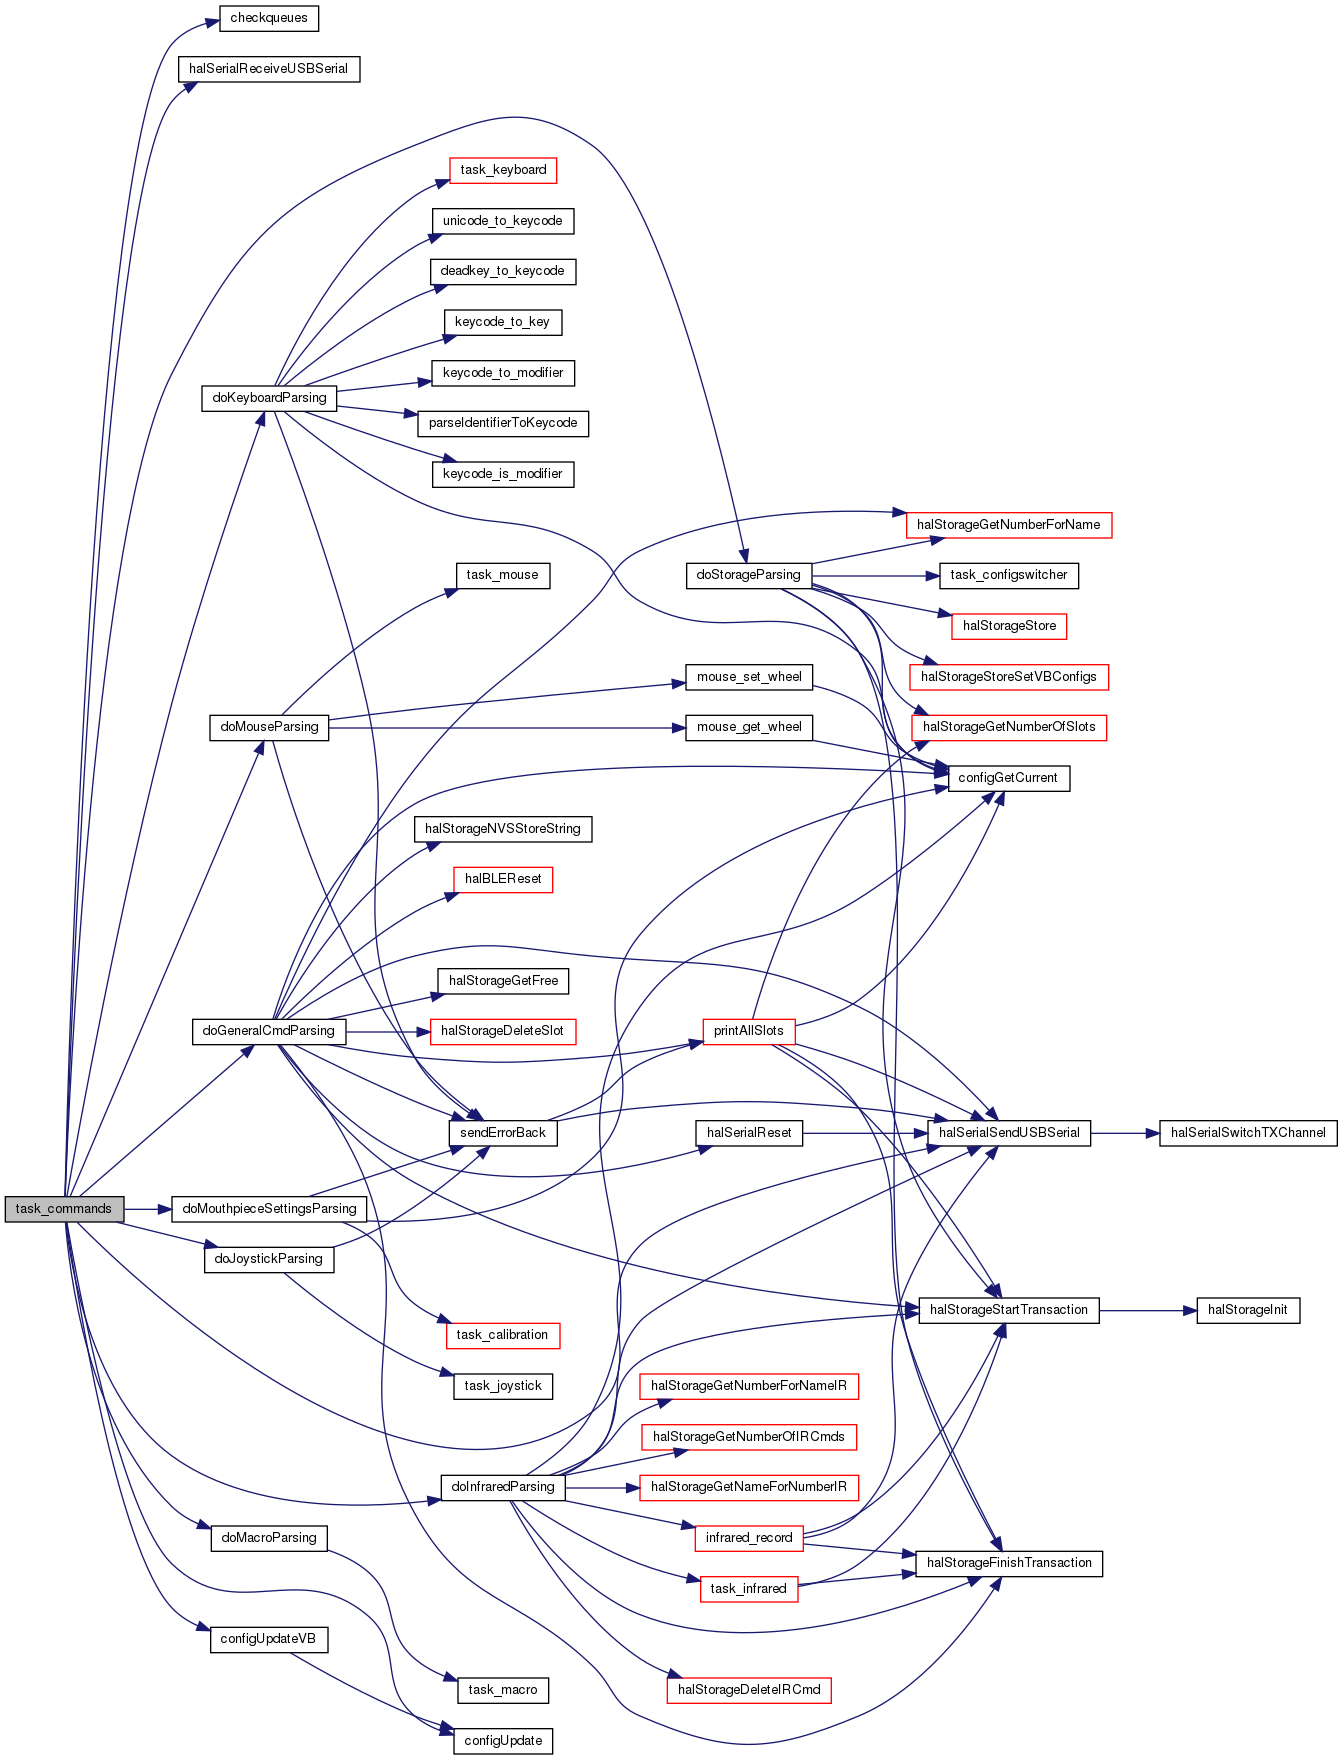 checkqueues
halSerialReceiveUSBSerial
task_keyboard
unicode_to_keycode
deadkey_to_keycode
keycode_to_key
keycode_to_modifier
doKeyboardParsing
parseIdentifierToKeycode
keycode_is_modifier
halStorageGetNumberForName
task_mouse
doStorageParsing
task_configswitcher
halStorageStore
mouse_set_wheel
halStorageStoreSetVBConfigs
doMouseParsing
mouse_get_wheel
halStorageGetNumberOfSlots
configGetCurrent
halStorageNVSStoreString
halBLEReset
halStorageGetFree
doGeneralCmdParsing
halStorageDeleteSlot
printAllSlots
sendErrorBack
halSerialReset
halSerialSendUSBSerial
halSerialSwitchTXChannel
task_commands
doMouthpieceSettingsParsing
doJoystickParsing
halStorageStartTransaction
halStorageInit
task_calibration
task_joystick
halStorageGetNumberForNameIR
halStorageGetNumberOfIRCmds
doInfraredParsing
halStorageGetNameForNumberIR
doMacroParsing
infrared_record
halStorageFinishTransaction
task_infrared
configUpdateVB
task_macro
halStorageDeleteIRCmd
configUpdate